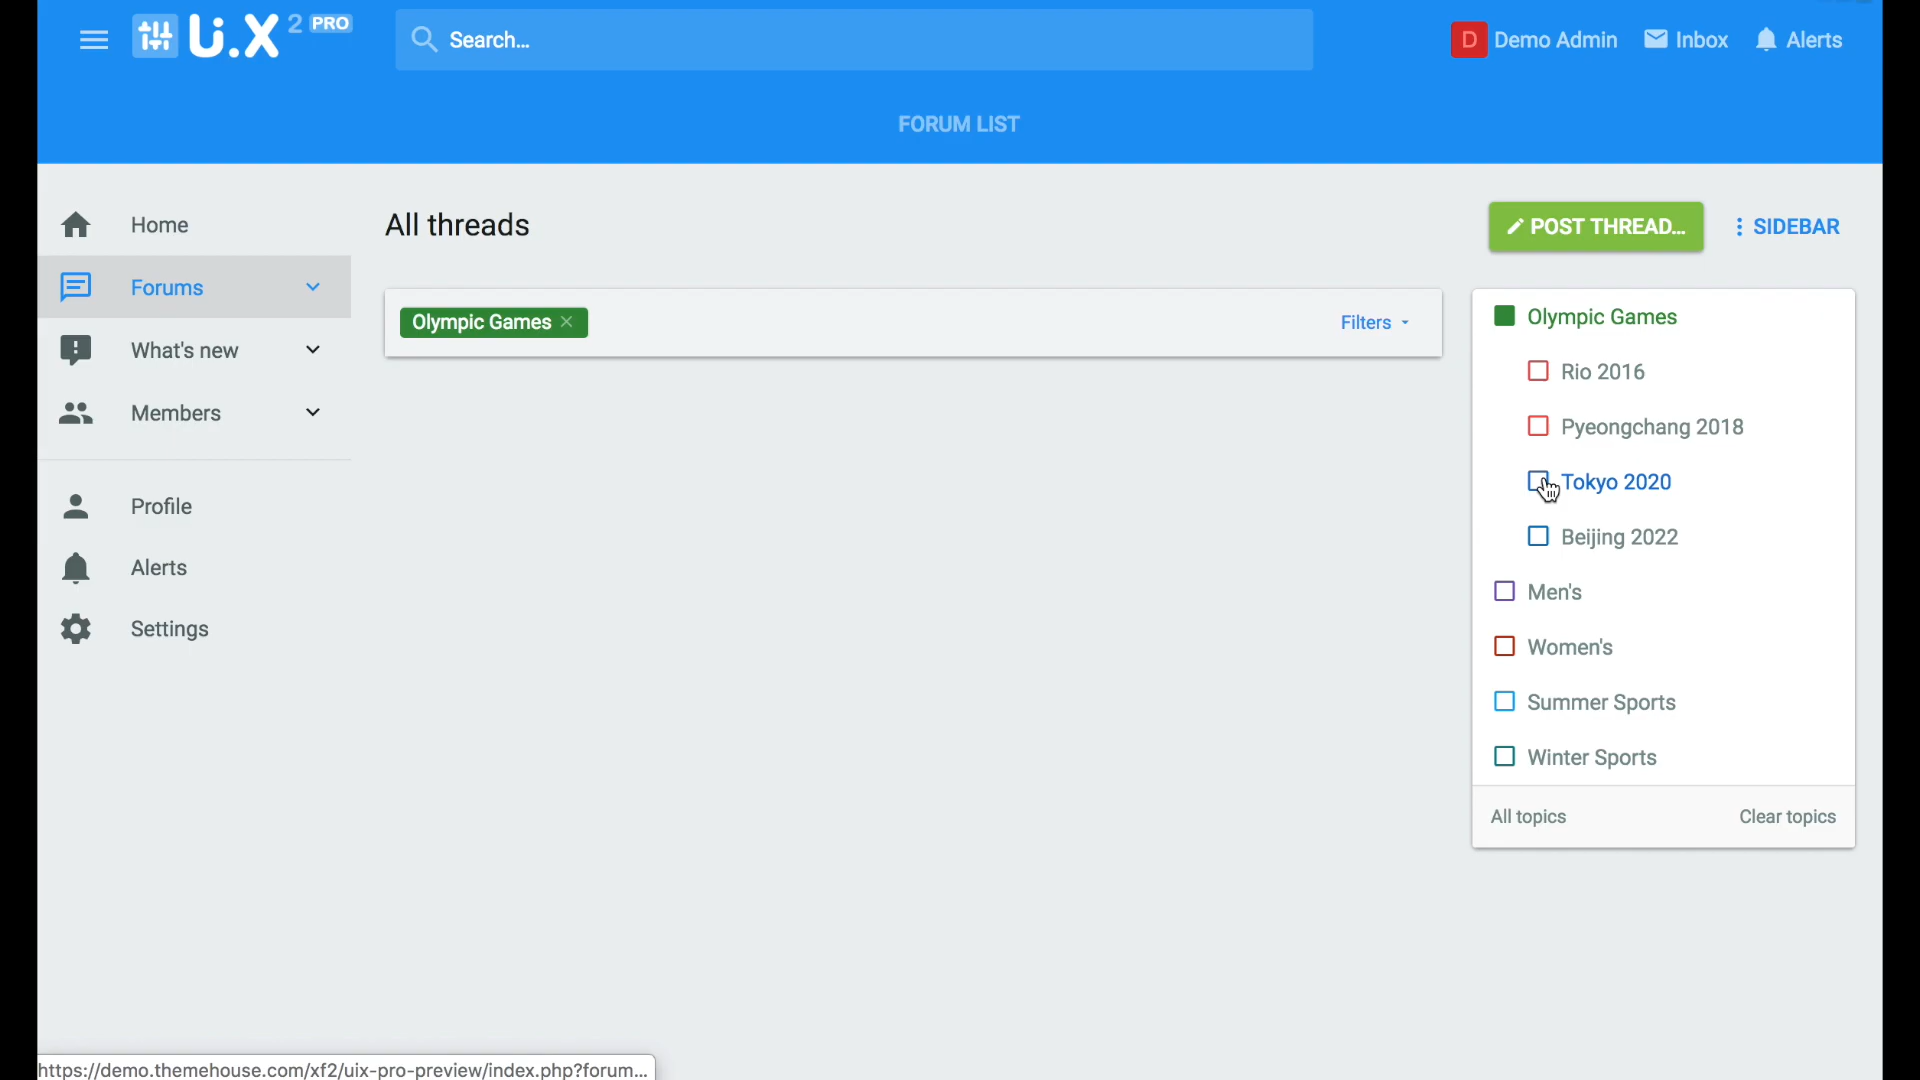 Ui.X 2 PRO
Search...
D Demo Admin
Inbox
Alerts
FORUM LIST
Home
Forums
What's new
Members
Profile
Alerts
Settings
All threads
POST THREAD...
SIDEBAR
Olympic Games
Filters
Olympic Games
Rio 2016
Pyeongchang 2018
Tokyo 2020
Beijing 2022
Men's
Women's
Summer Sports
Winter Sports
All topics
Clear topics
https://demo.themehouse.com/xf2/uix-pro-preview/index.php?forum...